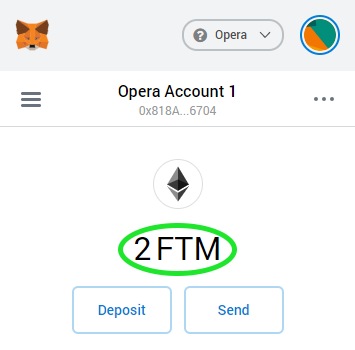 Opera
Opera Account 1
0x818A...6704
2 FTM
Deposit
Send